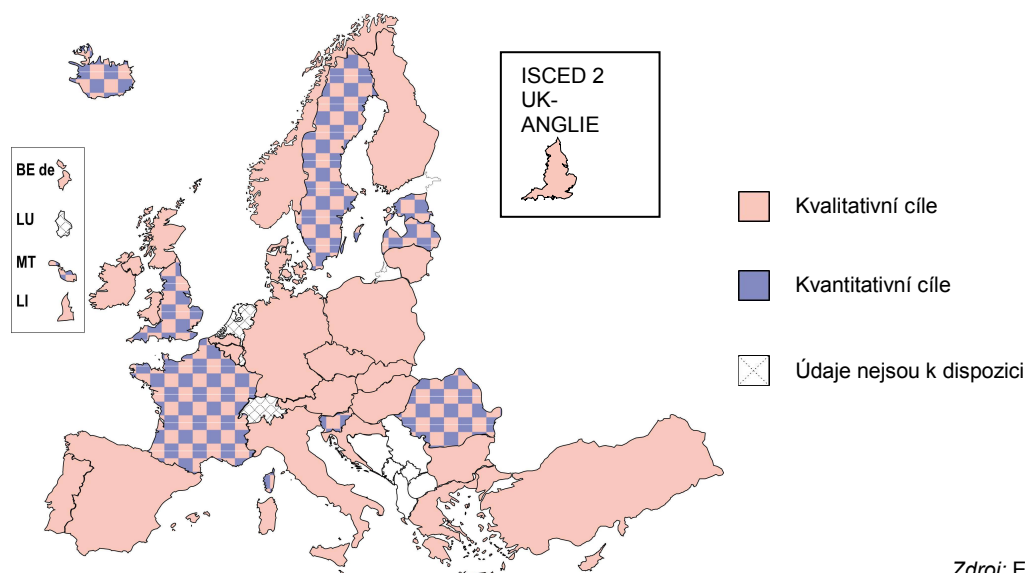 ISCED 2
UK-
ANGLIE
BE de
LU
MT
LI
Kvalitativní cíle
Kvantitativní cíle
Údaje nejsou k dispozici
Zdroj: E